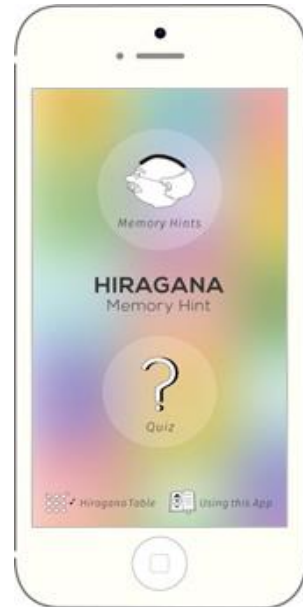 Memory Hints
HIRAGANA
Memory Hint
Quiz
Hiragana Table
Using this App